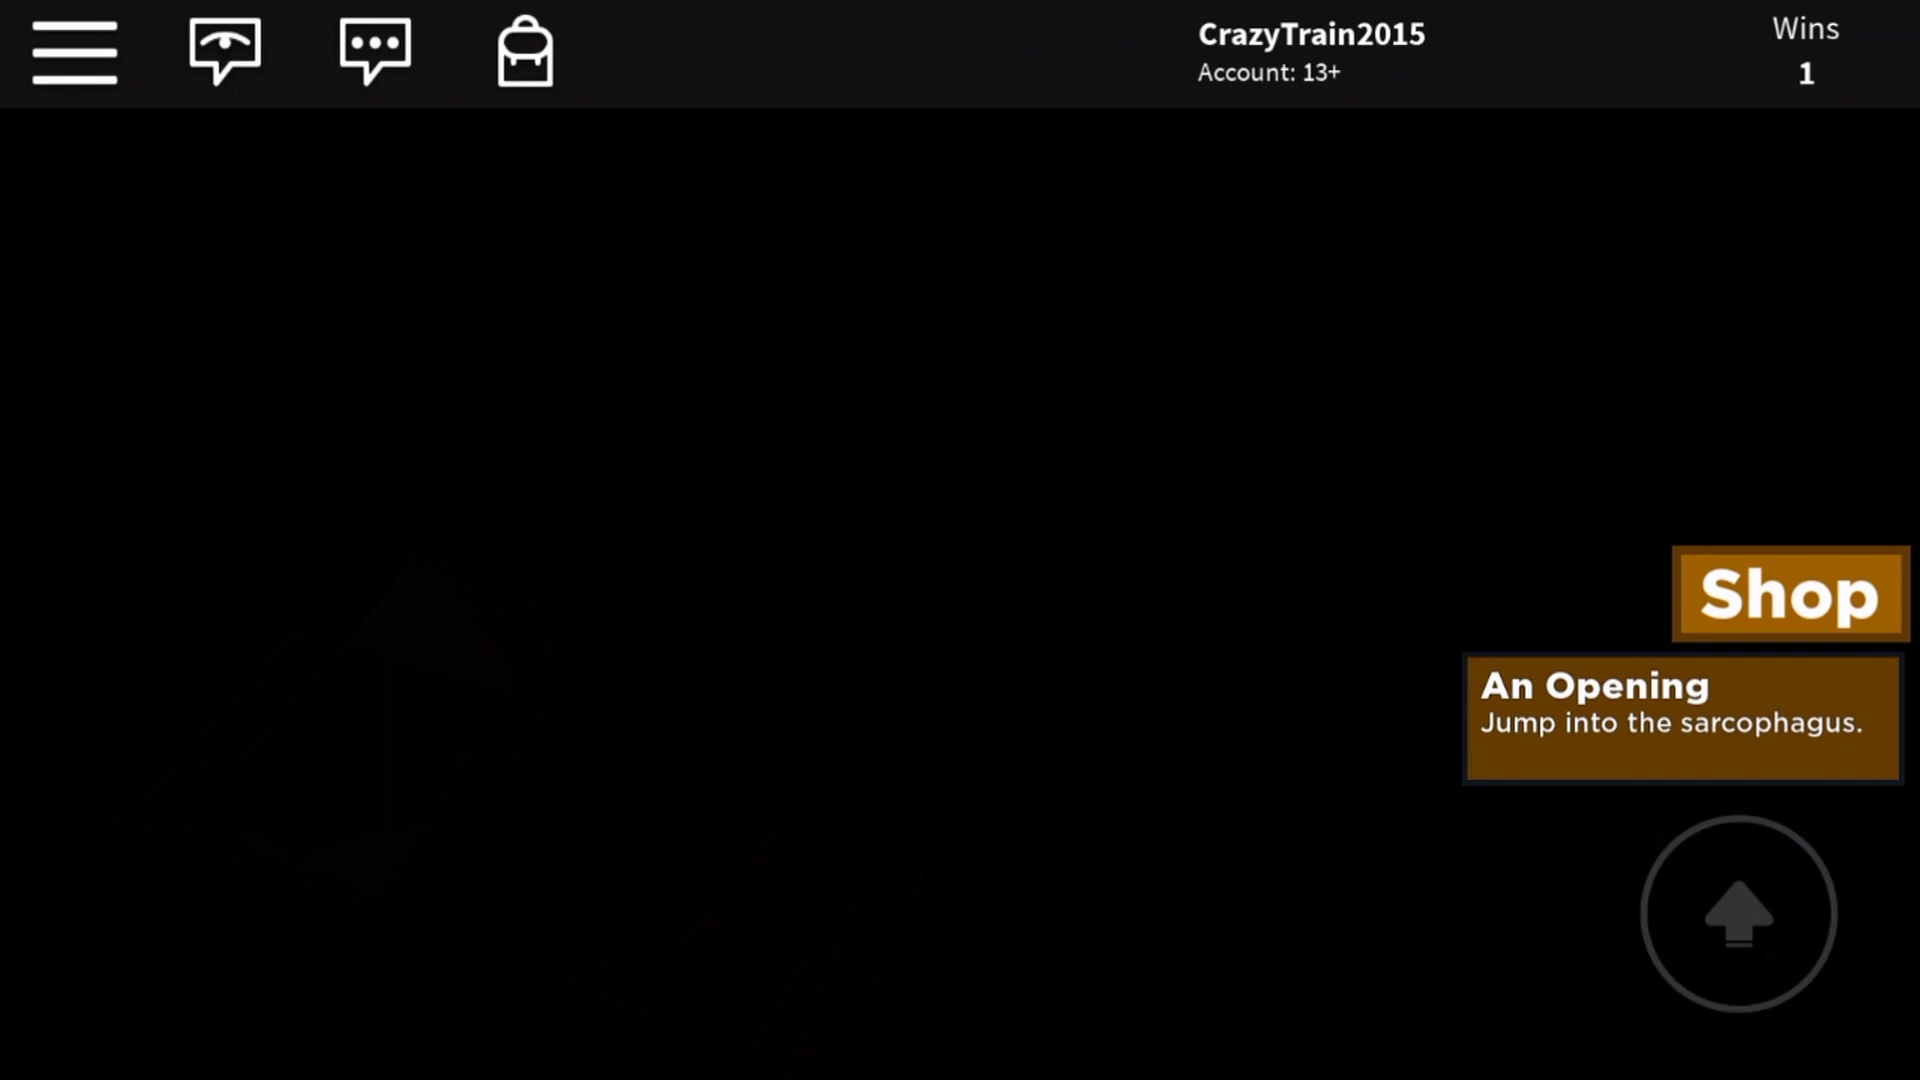 CrazyTrain2015
Account: 13+
Wins
1
Shop
An Opening
Jump into the sarcophagus.